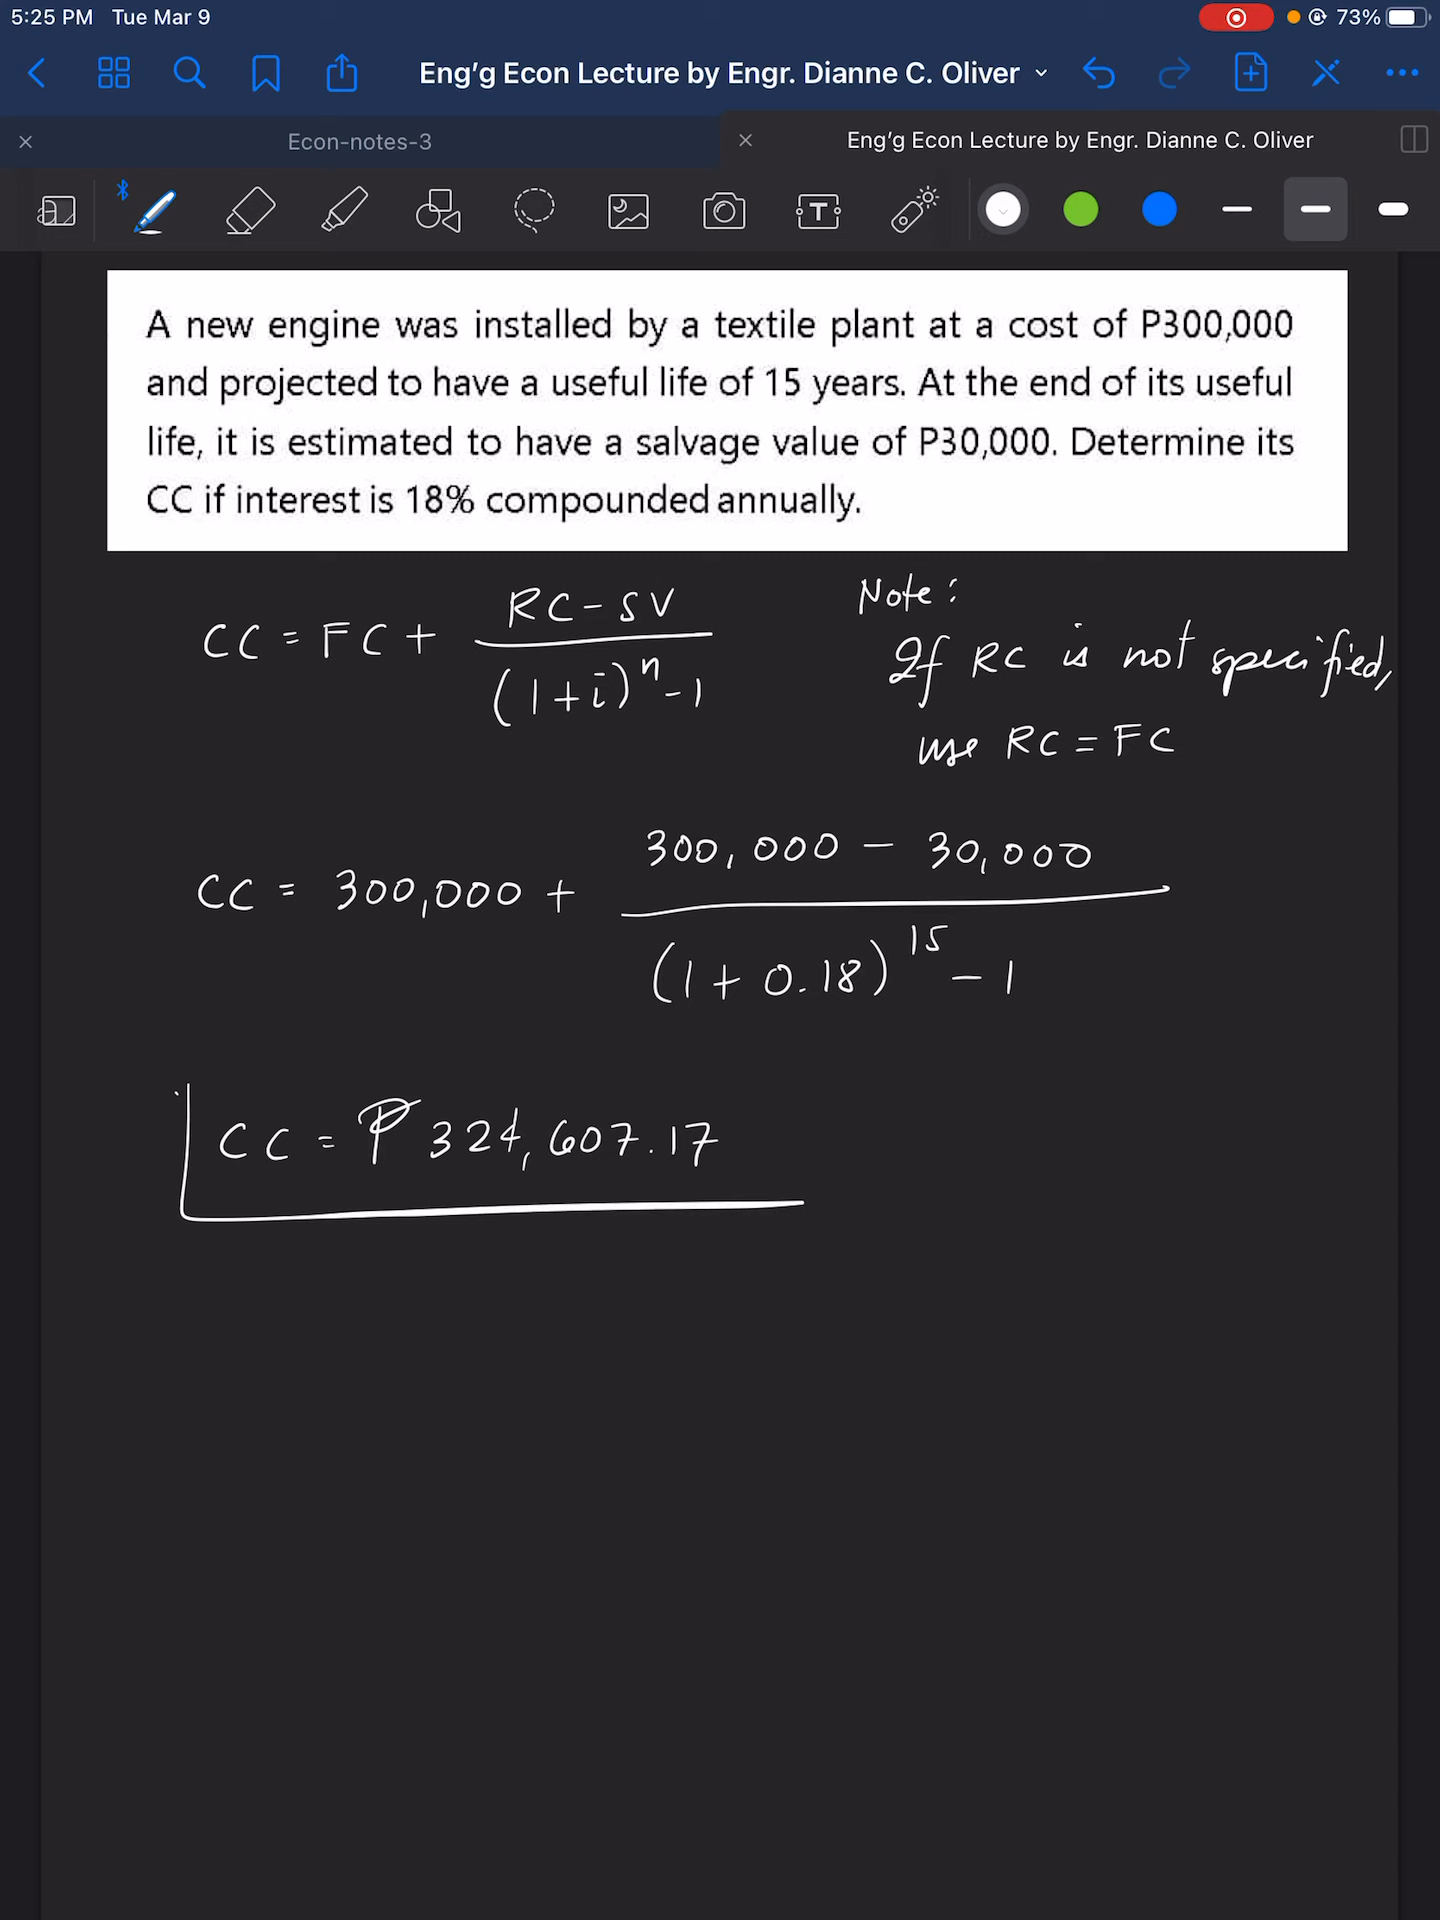 5:25 PM Tue Mar 9
73%
Eng'g Econ Lecture by Engr. Dianne C. Oliver
Econ-notes-3
Eng'g Econ Lecture by Engr. Dianne C. Oliver
A new engine was installed by a textile plant at a cost of P300,000
and projected to have a useful life of 15 years. At the end of its useful
life, it is estimated to have a salvage value of P30,000. Determine its
CC if interest is 18% compounded annually.
CC = FC + (RC - SV) / ((1+i)^n - 1)
Note:
If RC is not specified,
use RC = FC
CC = 300,000 + (300,000 - 30,000) / ((1 + 0.18)^15 - 1)
CC = ₱ 324,607.17